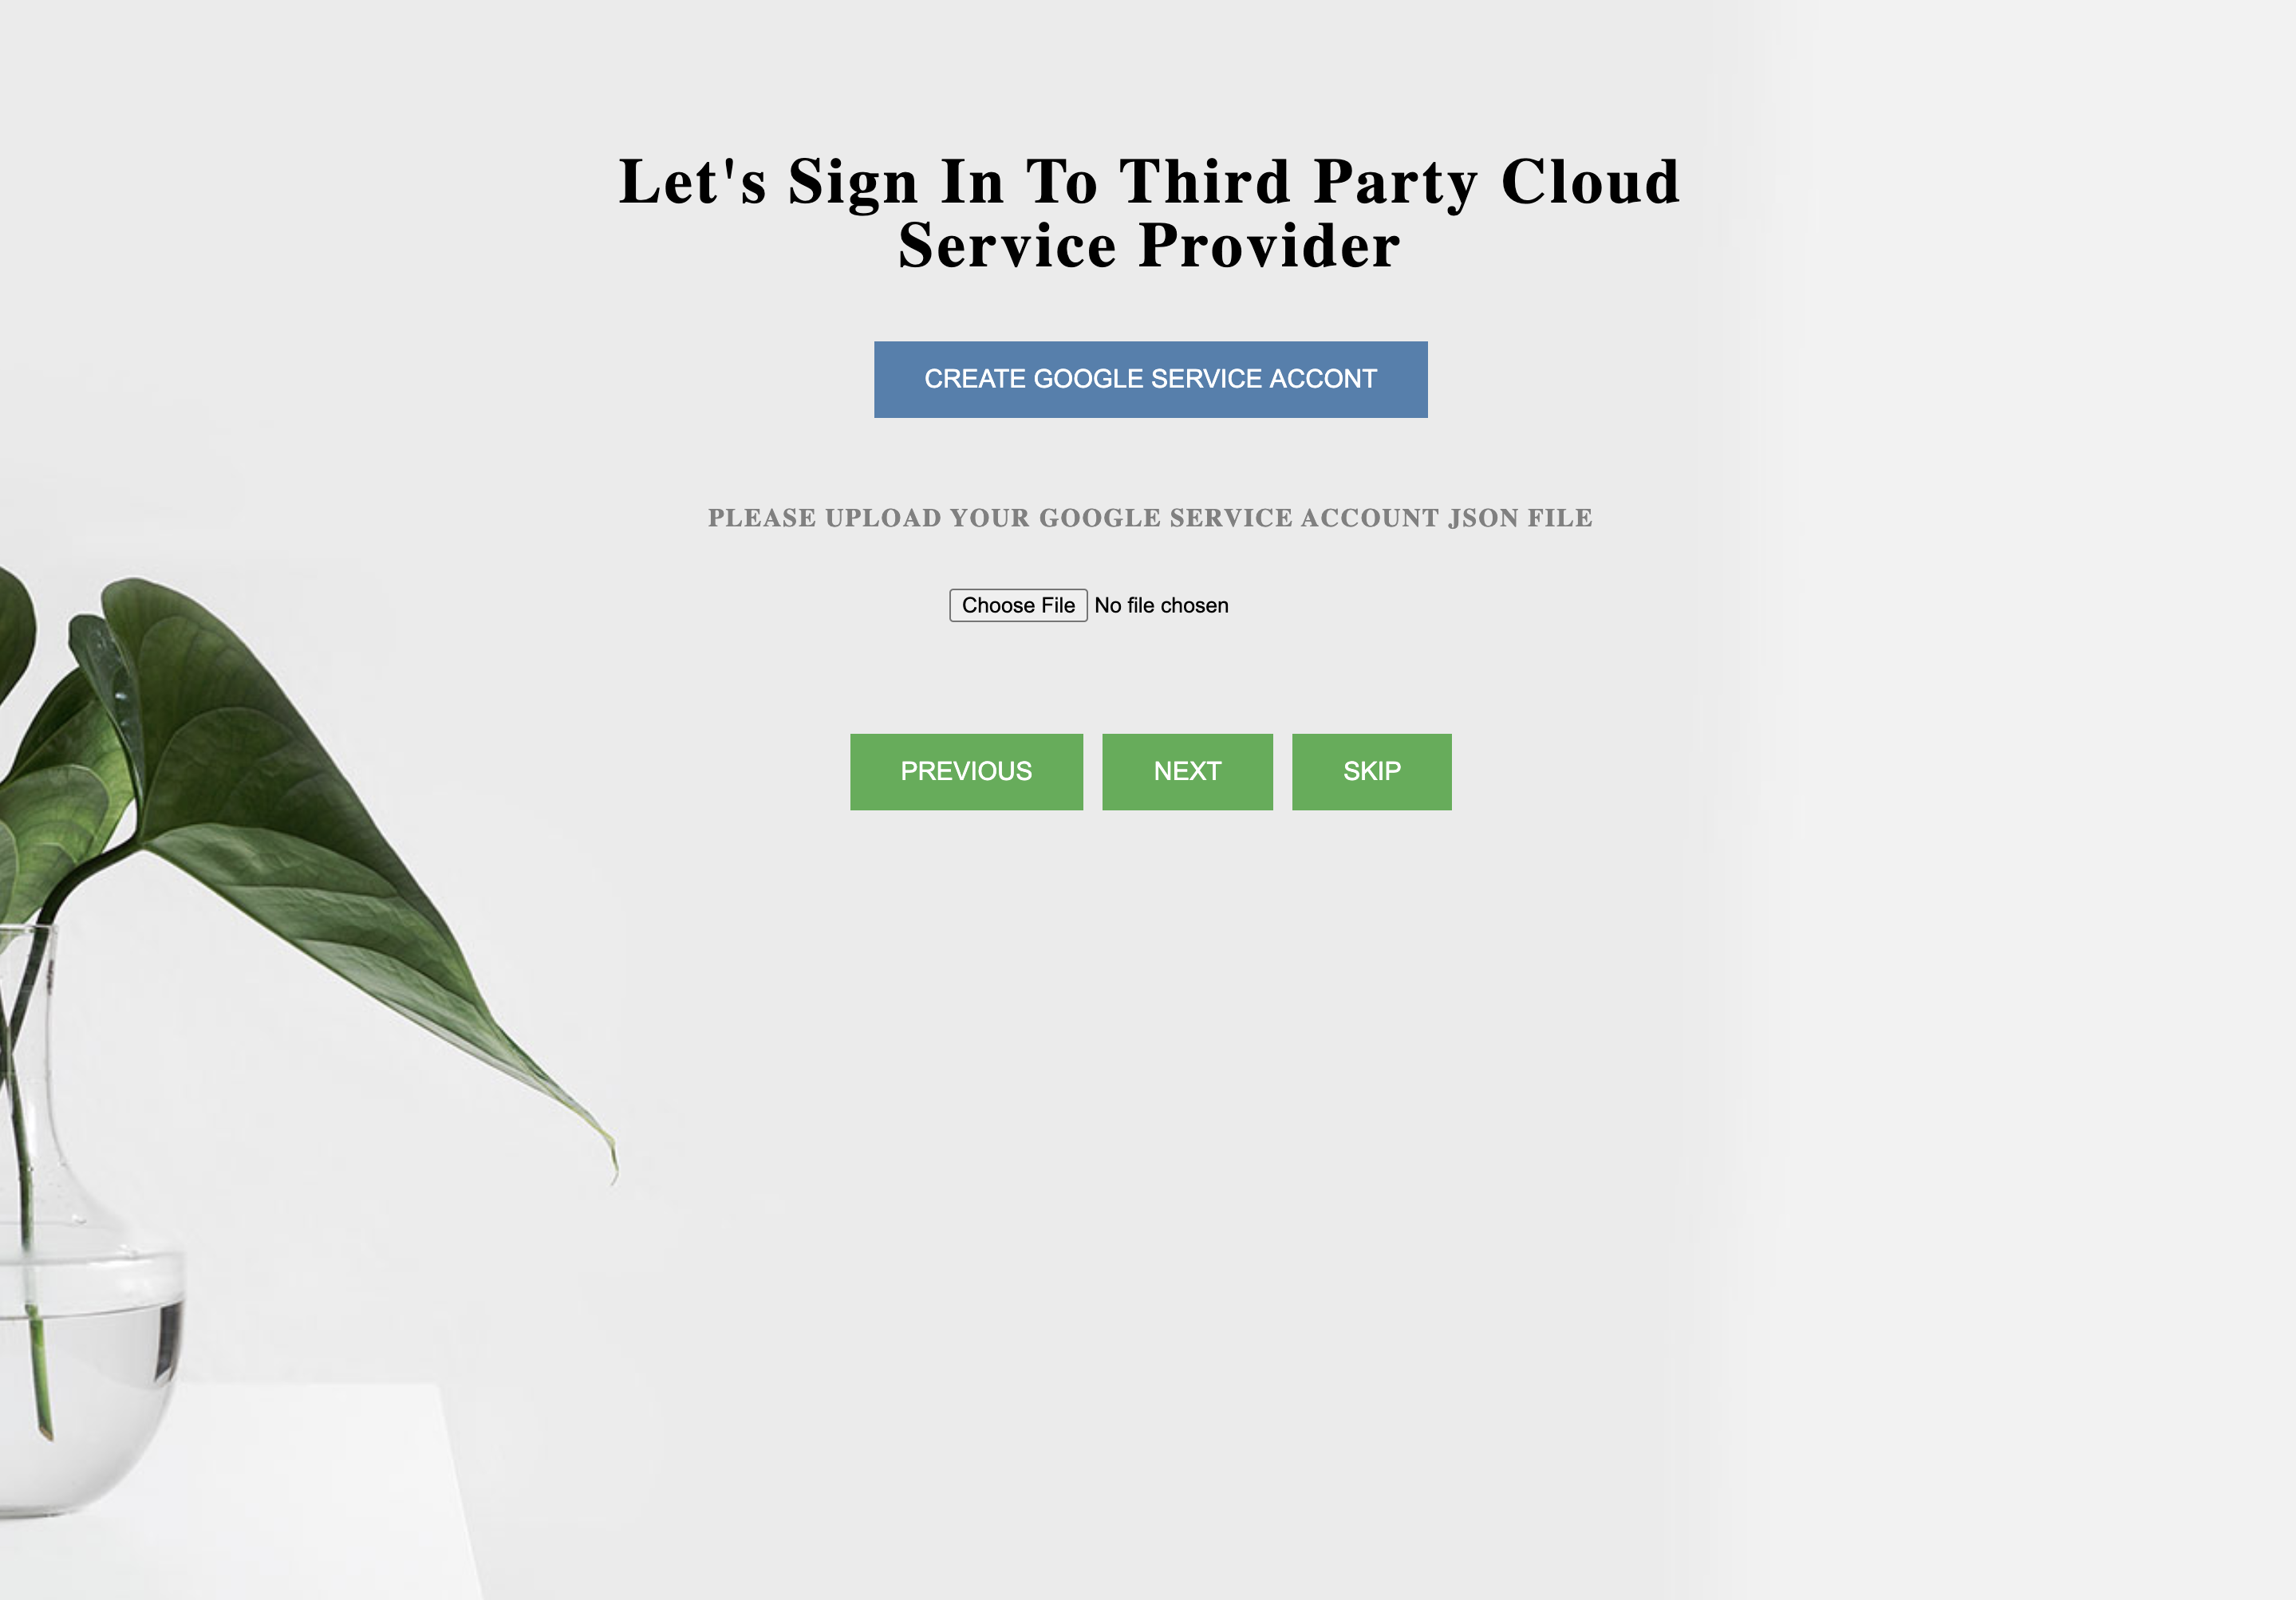 Let's Sign In To Third Party Cloud
Service Provider
CREATE GOOGLE SERVICE ACCONT
PLEASE UPLOAD YOUR GOOGLE SERVICE ACCOUNT JSON FILE
Choose File No file chosen
PREVIOUS NEXT SKIP